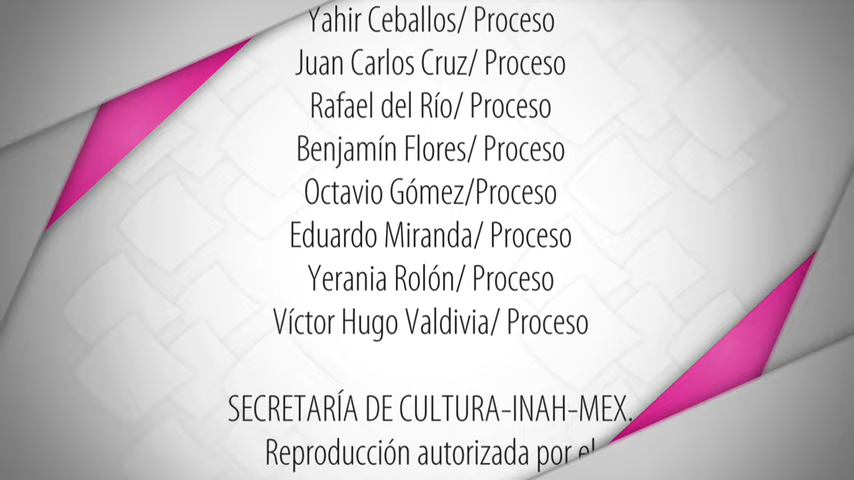 Yahir Ceballos/ Proceso
Juan Carlos Cruz/ Proceso
Rafael del Río/ Proceso
Benjamín Flores/ Proceso
Octavio Gómez/Proceso
Eduardo Miranda/ Proceso
Yerania Rolón/ Proceso
Víctor Hugo Valdivia/ Proceso
SECRETARÍA DE CULTURA-INAH-MEX.
Reproducción autorizada por el